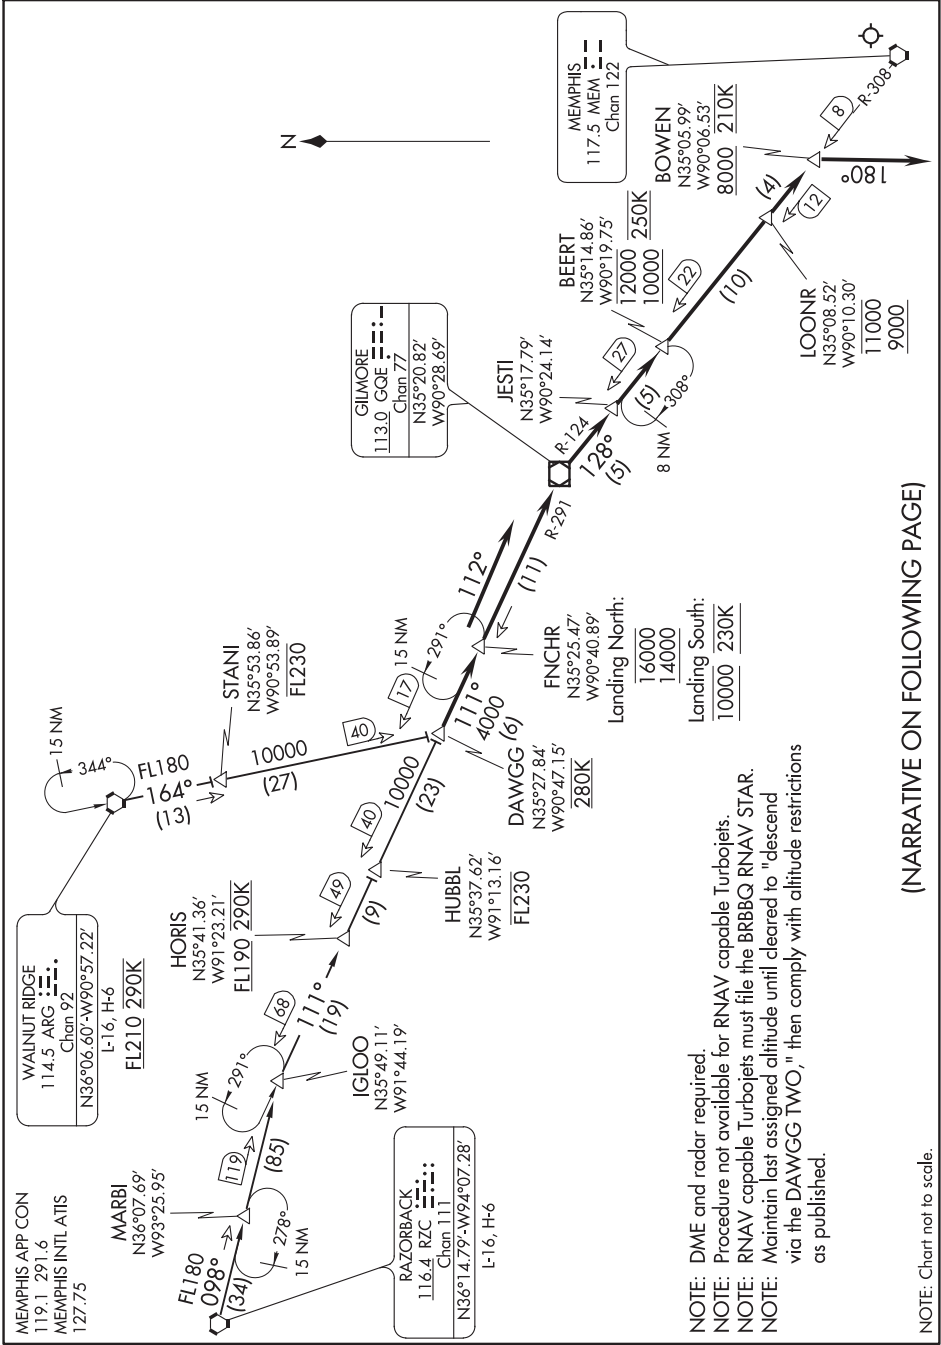 MEMPHIS APP CON
119.1 291.6
MEMPHIS INTL ATIS
127.75
WALNUT RIDGE
114.5 ARG
Chan 92
N36°06.60'-W90°57.22'
L-16, H-6
FL210 290K
15 NM
344°
FL180
164°
(13)
STANI
N35°53.86'
W90°53.89'
FL230
10000
(27)
40
N
MARBI
N36°07.69'
W93°25.95'
FL180
098°
(34)
278°
15 NM
119
(85)
RAZORBACK
116.4 RZC
Chan 111
N36°14.79'-W94°07.28'
L-16, H-6
15 NM
291°
IGLOO
N35°49.11'
W91°44.19'
68
111°
(19)
HORIS
N35°41.36'
W91°23.21'
FL190 290K
49
(9)
HUBBL
N35°37.62'
W91°13.16'
FL230
40
10000
(23)
DAWGG
N35°27.84'
W90°47.15'
280K
17
111°
4000
(6)
15 NM
291°
112°
FNCHR
N35°25.47'
W90°40.89'
Landing North:
16000
14000
Landing South:
10000 230K
(11)
R-291
GILMORE
113.0 GQE
Chan 77
N35°20.82'
W90°28.69'
R-124
128°
(5)
JESTI
N35°17.79'
W90°24.14'
27
(5)
308°
8 NM
BEERT
N35°14.86'
W90°19.75'
12000 250K
10000
22
(10)
LOONR
N35°08.52'
W90°10.30'
11000
9000
12
(4)
BOWEN
N35°05.99'
W90°06.53'
8000 210K
180°
8
R-308
MEMPHIS
117.5 MEM
Chan 122
NOTE: DME and radar required.
NOTE: Procedure not available for RNAV capable Turbojets.
NOTE: RNAV capable Turbojets must file the BRBBQ RNAV STAR.
NOTE: Maintain last assigned altitude until cleared to "descend
via the DAWGG TWO," then comply with altitude restrictions
as published.
(NARRATIVE ON FOLLOWING PAGE)
NOTE: Chart not to scale.